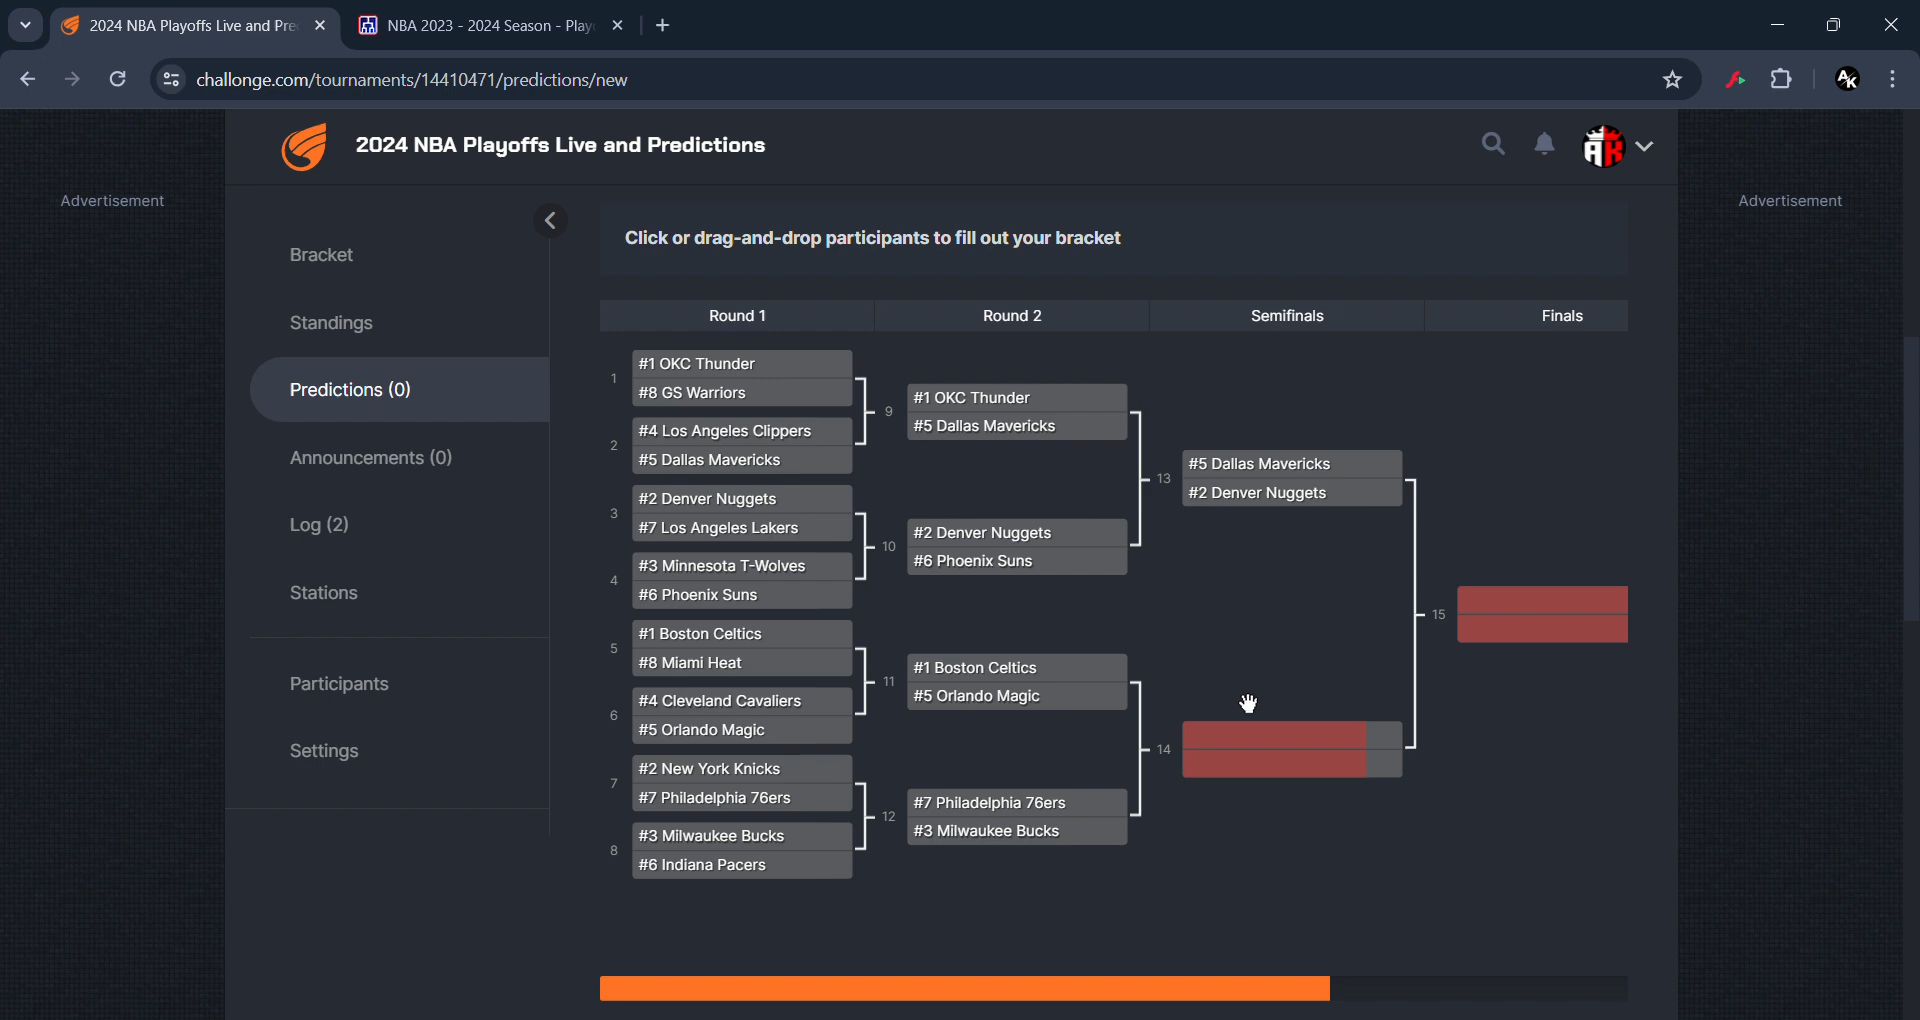 2024 NBA Playoffs Live and Pre
NBA 2023 - 2024 Season - Play
challonge.com/tournaments/14410471/predictions/new
2024 NBA Playoffs Live and Predictions
Advertisement
Advertisement
Bracket
Standings
Predictions (0)
Announcements (0)
Log (2)
Stations
Participants
Settings
Click or drag-and-drop participants to fill out your bracket
Round 1
Round 2
Semifinals
Finals
1
#1 OKC Thunder
#8 GS Warriors
2
#4 Los Angeles Clippers
#5 Dallas Mavericks
3
#2 Denver Nuggets
#7 Los Angeles Lakers
4
#3 Minnesota T-Wolves
#6 Phoenix Suns
5
#1 Boston Celtics
#8 Miami Heat
6
#4 Cleveland Cavaliers
#5 Orlando Magic
7
#2 New York Knicks
#7 Philadelphia 76ers
8
#3 Milwaukee Bucks
#6 Indiana Pacers
9
#1 OKC Thunder
#5 Dallas Mavericks
10
#2 Denver Nuggets
#6 Phoenix Suns
11
#1 Boston Celtics
#5 Orlando Magic
12
#7 Philadelphia 76ers
#3 Milwaukee Bucks
13
#5 Dallas Mavericks
#2 Denver Nuggets
14
15
AK
AK